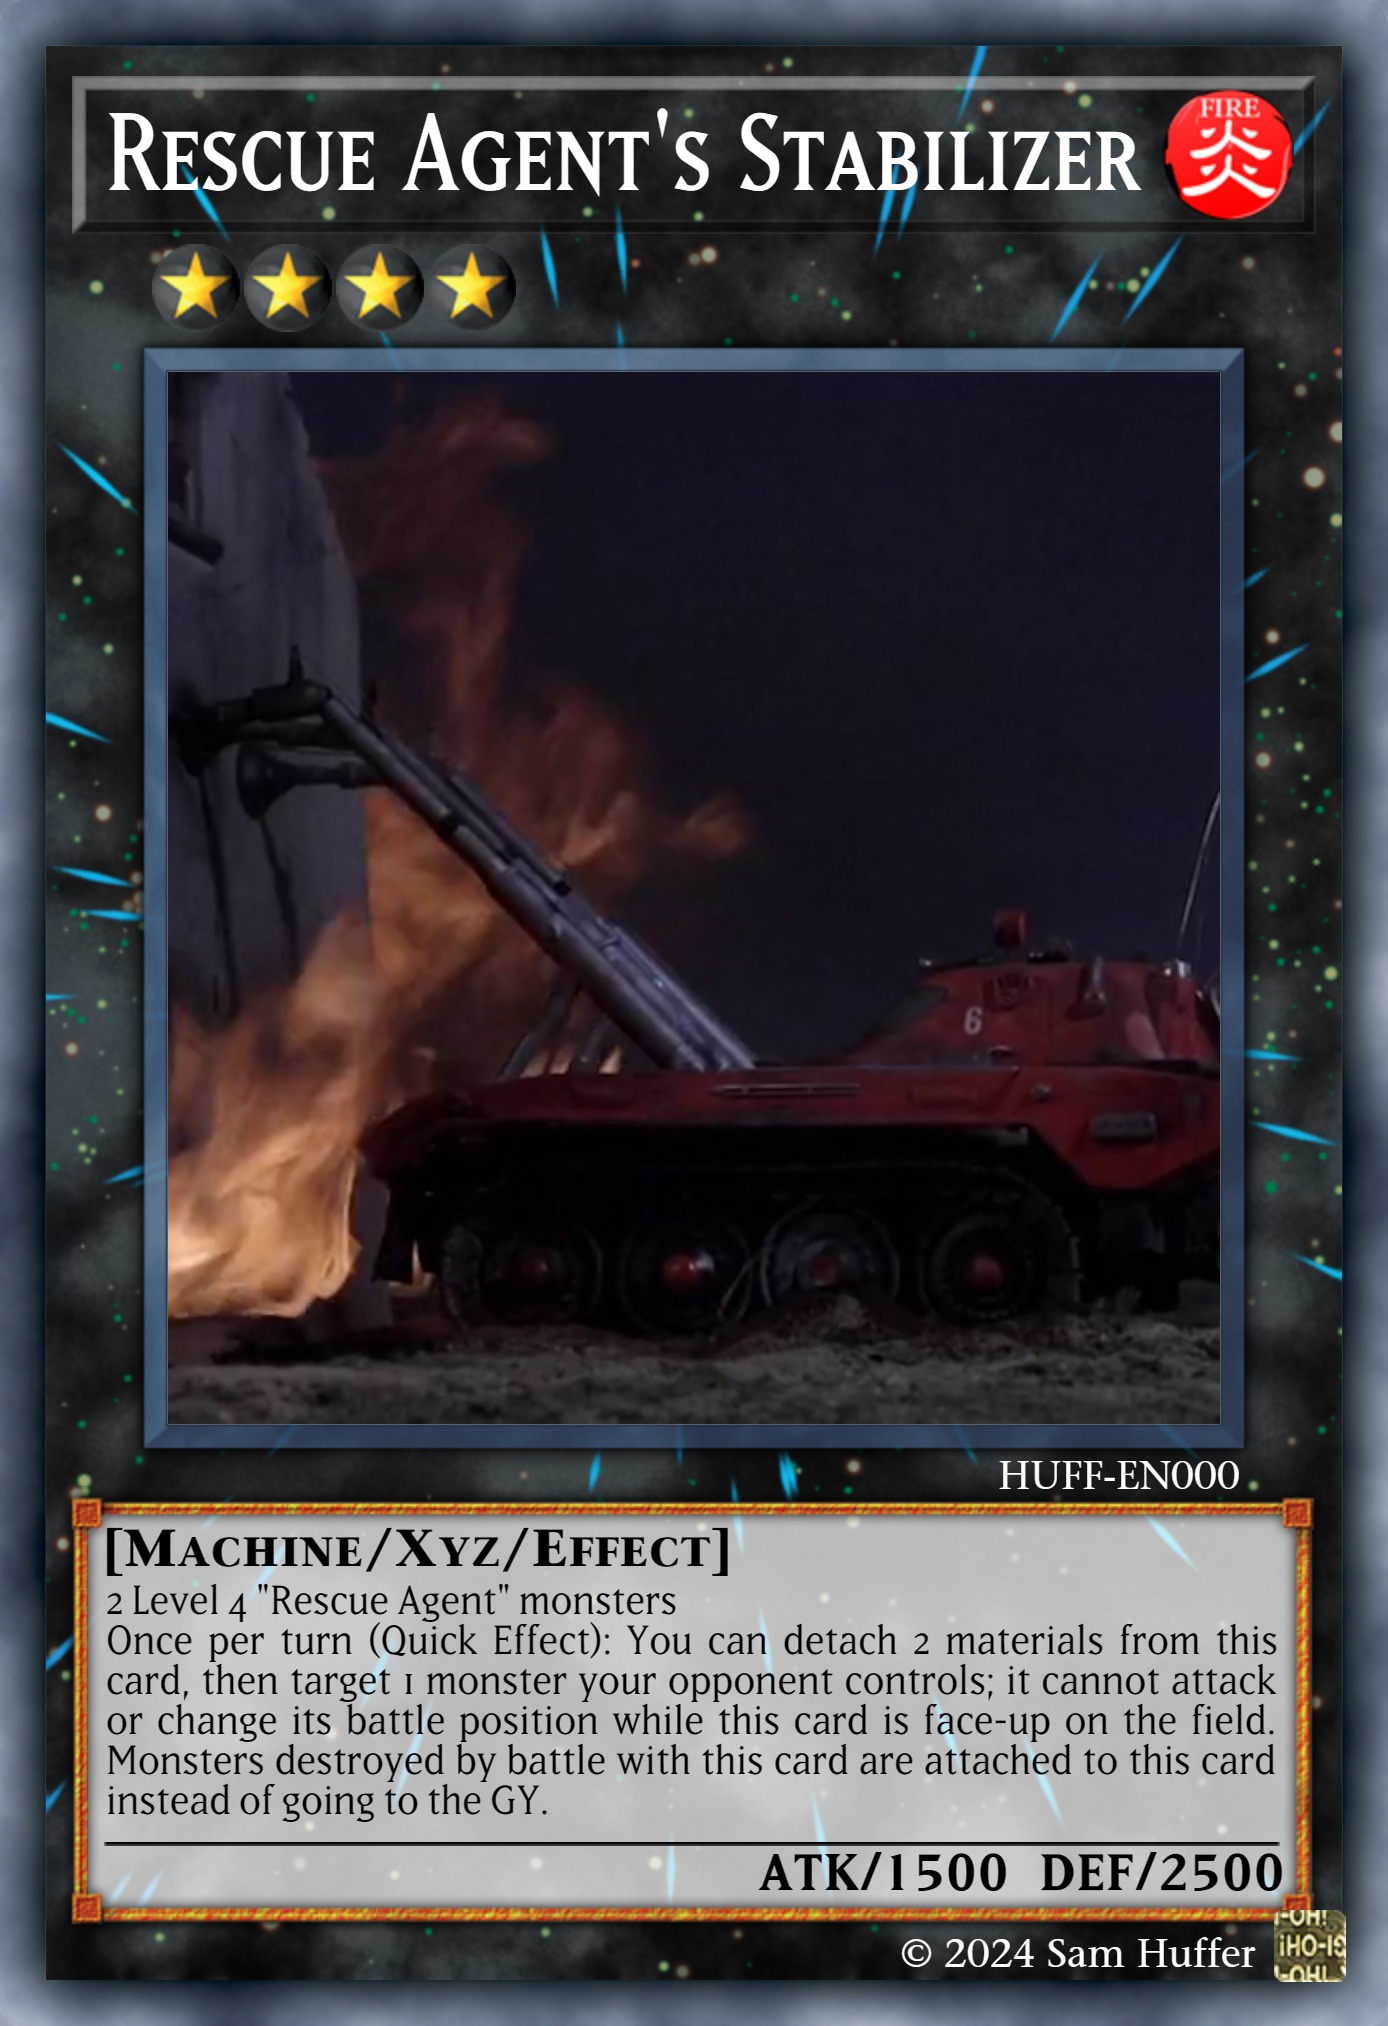 Rescue Agent's Stabilizer
FIRE
炎
6
HUFF-EN000
[Machine/Xyz/Effect]
2 Level 4 "Rescue Agent" monsters
Once per turn (Quick Effect): You can detach 2 materials from this
card, then target 1 monster your opponent controls; it cannot attack
or change its battle position while this card is face-up on the field.
Monsters destroyed by battle with this card are attached to this card
instead of going to the GY.
ATK/1500 DEF/2500
© 2024 Sam Huffer
-OH!